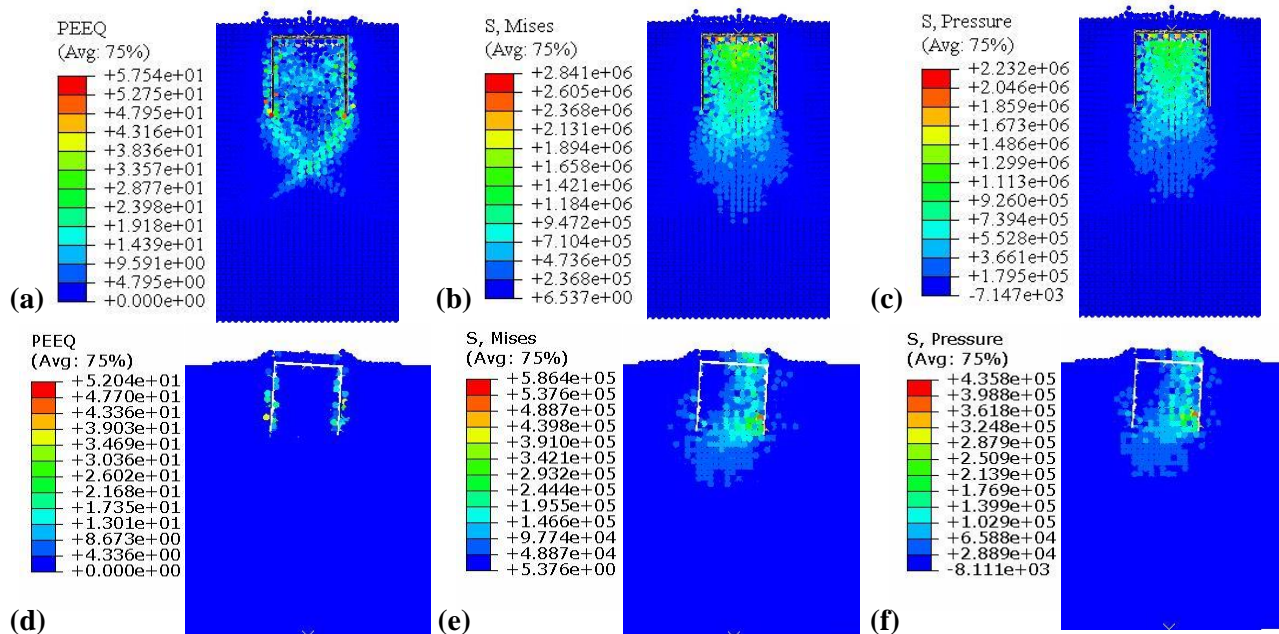 PEEQ
(Avg: 75%)
+5.754e+01
+5.275e+01
+4.795e+01
+4.316e+01
+3.836e+01
+3.357e+01
+2.877e+01
+2.398e+01
+1.918e+01
+1.439e+01
+9.591e+00
+4.795e+00
+0.000e+00
(a)
S, Mises
(Avg: 75%)
+2.841e+06
+2.605e+06
+2.368e+06
+2.131e+06
+1.894e+06
+1.658e+06
+1.421e+06
+1.184e+06
+9.472e+05
+7.104e+05
+4.736e+05
+2.368e+05
+6.537e+00
(b)
S, Pressure
(Avg: 75%)
+2.232e+06
+2.046e+06
+1.859e+06
+1.673e+06
+1.486e+06
+1.299e+06
+1.113e+06
+9.260e+05
+7.394e+05
+5.528e+05
+3.661e+05
+1.795e+05
-7.147e+03
(c)
PEEQ
(Avg: 75%)
+5.204e+01
+4.770e+01
+4.336e+01
+3.903e+01
+3.469e+01
+3.036e+01
+2.602e+01
+2.168e+01
+1.735e+01
+1.301e+01
+8.673e+00
+4.336e+00
+0.000e+00
(d)
S, Mises
(Avg: 75%)
+5.864e+05
+5.376e+05
+4.887e+05
+4.398e+05
+3.910e+05
+3.421e+05
+2.932e+05
+2.444e+05
+1.955e+05
+1.466e+05
+9.774e+04
+4.887e+04
+5.376e+00
(e)
S, Pressure
(Avg: 75%)
+4.358e+05
+3.988e+05
+3.618e+05
+3.248e+05
+2.879e+05
+2.509e+05
+2.139e+05
+1.769e+05
+1.399e+05
+1.029e+05
+6.588e+04
+2.889e+04
-8.111e+03
(f)